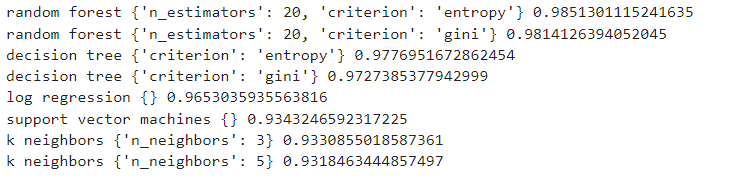 random forest {'n_estimators': 20, 'criterion': 'entropy'} 0.9851301115241635
random forest {'n_estimators': 20, 'criterion': 'gini'} 0.9814126394052045
decision tree {'criterion': 'entropy'} 0.9776951672862454
decision tree {'criterion': 'gini'} 0.9727385377942999
log regression {} 0.9653035935563816
support vector machines {} 0.9343246592317225
k neighbors {'n_neighbors': 3} 0.9330855018587361
k neighbors {'n_neighbors': 5} 0.9318463444857497